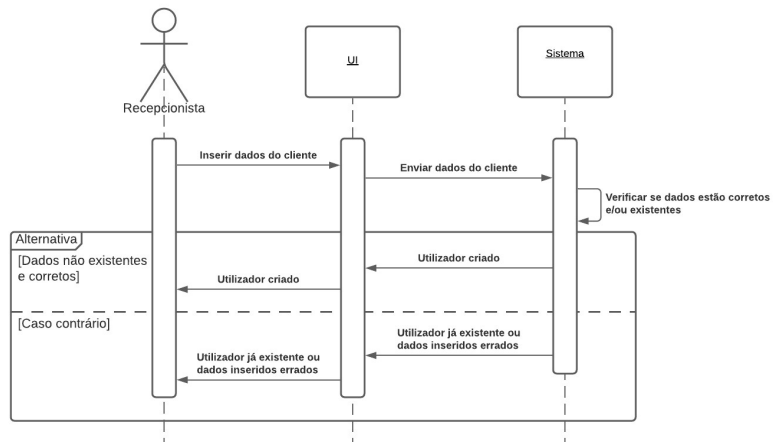 UI
Sistema
Recepcionista
Inserir dados do cliente
Enviar dados do cliente
Verificar se dados estão corretos
e/ou existentes
Alternativa
[Dados não existentes
e corretos]
Utilizador criado
Utilizador criado
[Caso contrário]
Utilizador já existente ou
dados inseridos errados
Utilizador já existente ou
dados inseridos errados